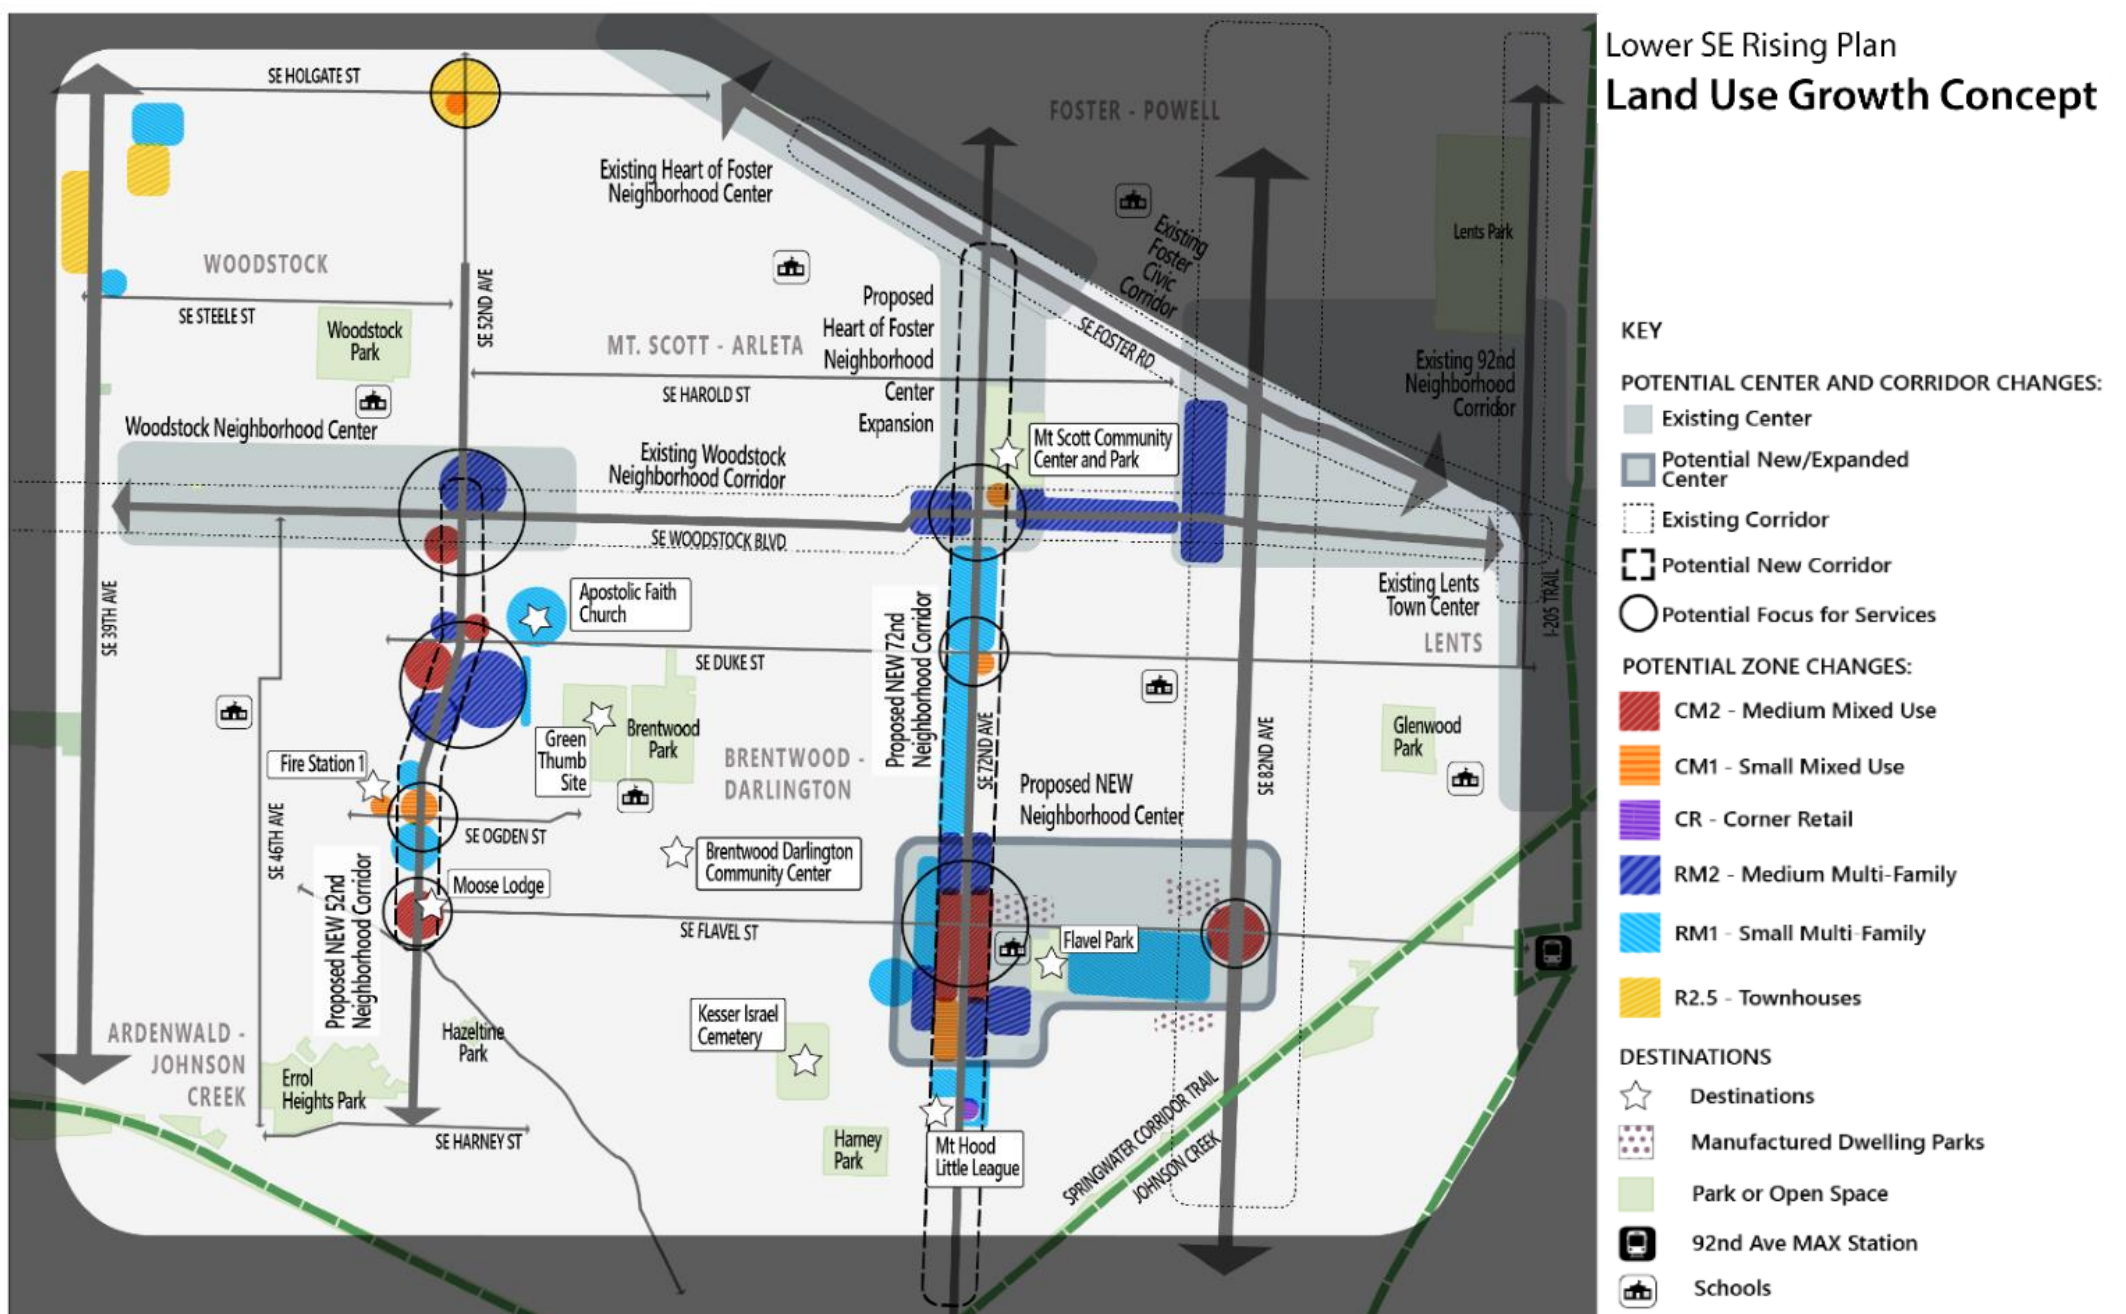 Lower SE Rising Plan
Land Use Growth Concept
SE HOLGATE ST
FOSTER - POWELL
Existing Heart of Foster
Neighborhood Center
Existing
Foster
Civic
Corridor
Lents Park
WOODSTOCK
SE 52ND AVE
SE STEELE ST
Woodstock
Park
MT. SCOTT - ARLETA
Proposed
Heart of Foster
Neighborhood
Center
Expansion
SE FOSTER RD
Existing 92nd
Neighborhood
Corridor
SE HAROLD ST
Woodstock Neighborhood Center
Existing Woodstock
Neighborhood Corridor
Mt Scott Community
Center and Park
SE WOODSTOCK BLVD
SE 39TH AVE
Apostolic Faith
Church
Existing Lents
Town Center
LENTS
I-205 TRAIL
SE DUKE ST
Proposed NEW 72nd
Neighborhood Corridor
SE 72ND AVE
SE 82ND AVE
Green
Thumb
Site
Brentwood
Park
Glenwood
Park
BRENTWOOD -
DARLINGTON
Fire Station 1
Proposed NEW
Neighborhood Center
SE 46TH AVE
SE OGDEN ST
Brentwood Darlington
Community Center
Moose Lodge
Proposed NEW 52nd
Neighborhood Corridor
SE FLAVEL ST
Flavel Park
Kesser Israel
Cemetery
ARDENWALD -
JOHNSON
CREEK
Hazeltine
Park
Errol
Heights Park
SE HARNEY ST
Harney
Park
Mt Hood
Little League
SPRINGWATER CORRIDOR TRAIL
JOHNSON CREEK
KEY
POTENTIAL CENTER AND CORRIDOR CHANGES:
Existing Center
Potential New/Expanded
Center
Existing Corridor
Potential New Corridor
Potential Focus for Services
POTENTIAL ZONE CHANGES:
CM2 - Medium Mixed Use
CM1 - Small Mixed Use
CR - Corner Retail
RM2 - Medium Multi-Family
RM1 - Small Multi-Family
R2.5 - Townhouses
DESTINATIONS
Destinations
Manufactured Dwelling Parks
Park or Open Space
92nd Ave MAX Station
Schools